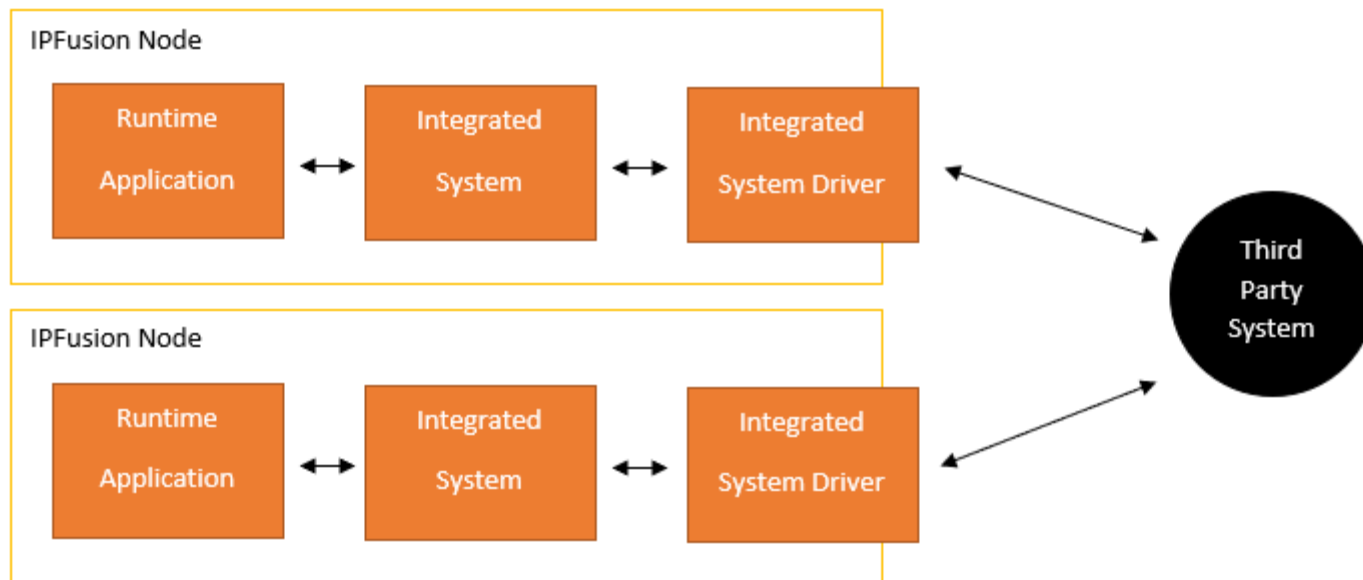 IPFusion Node
Runtime
Application
Integrated
System
Integrated
System Driver
Third
Party
System
IPFusion Node
Runtime
Application
Integrated
System
Integrated
System Driver